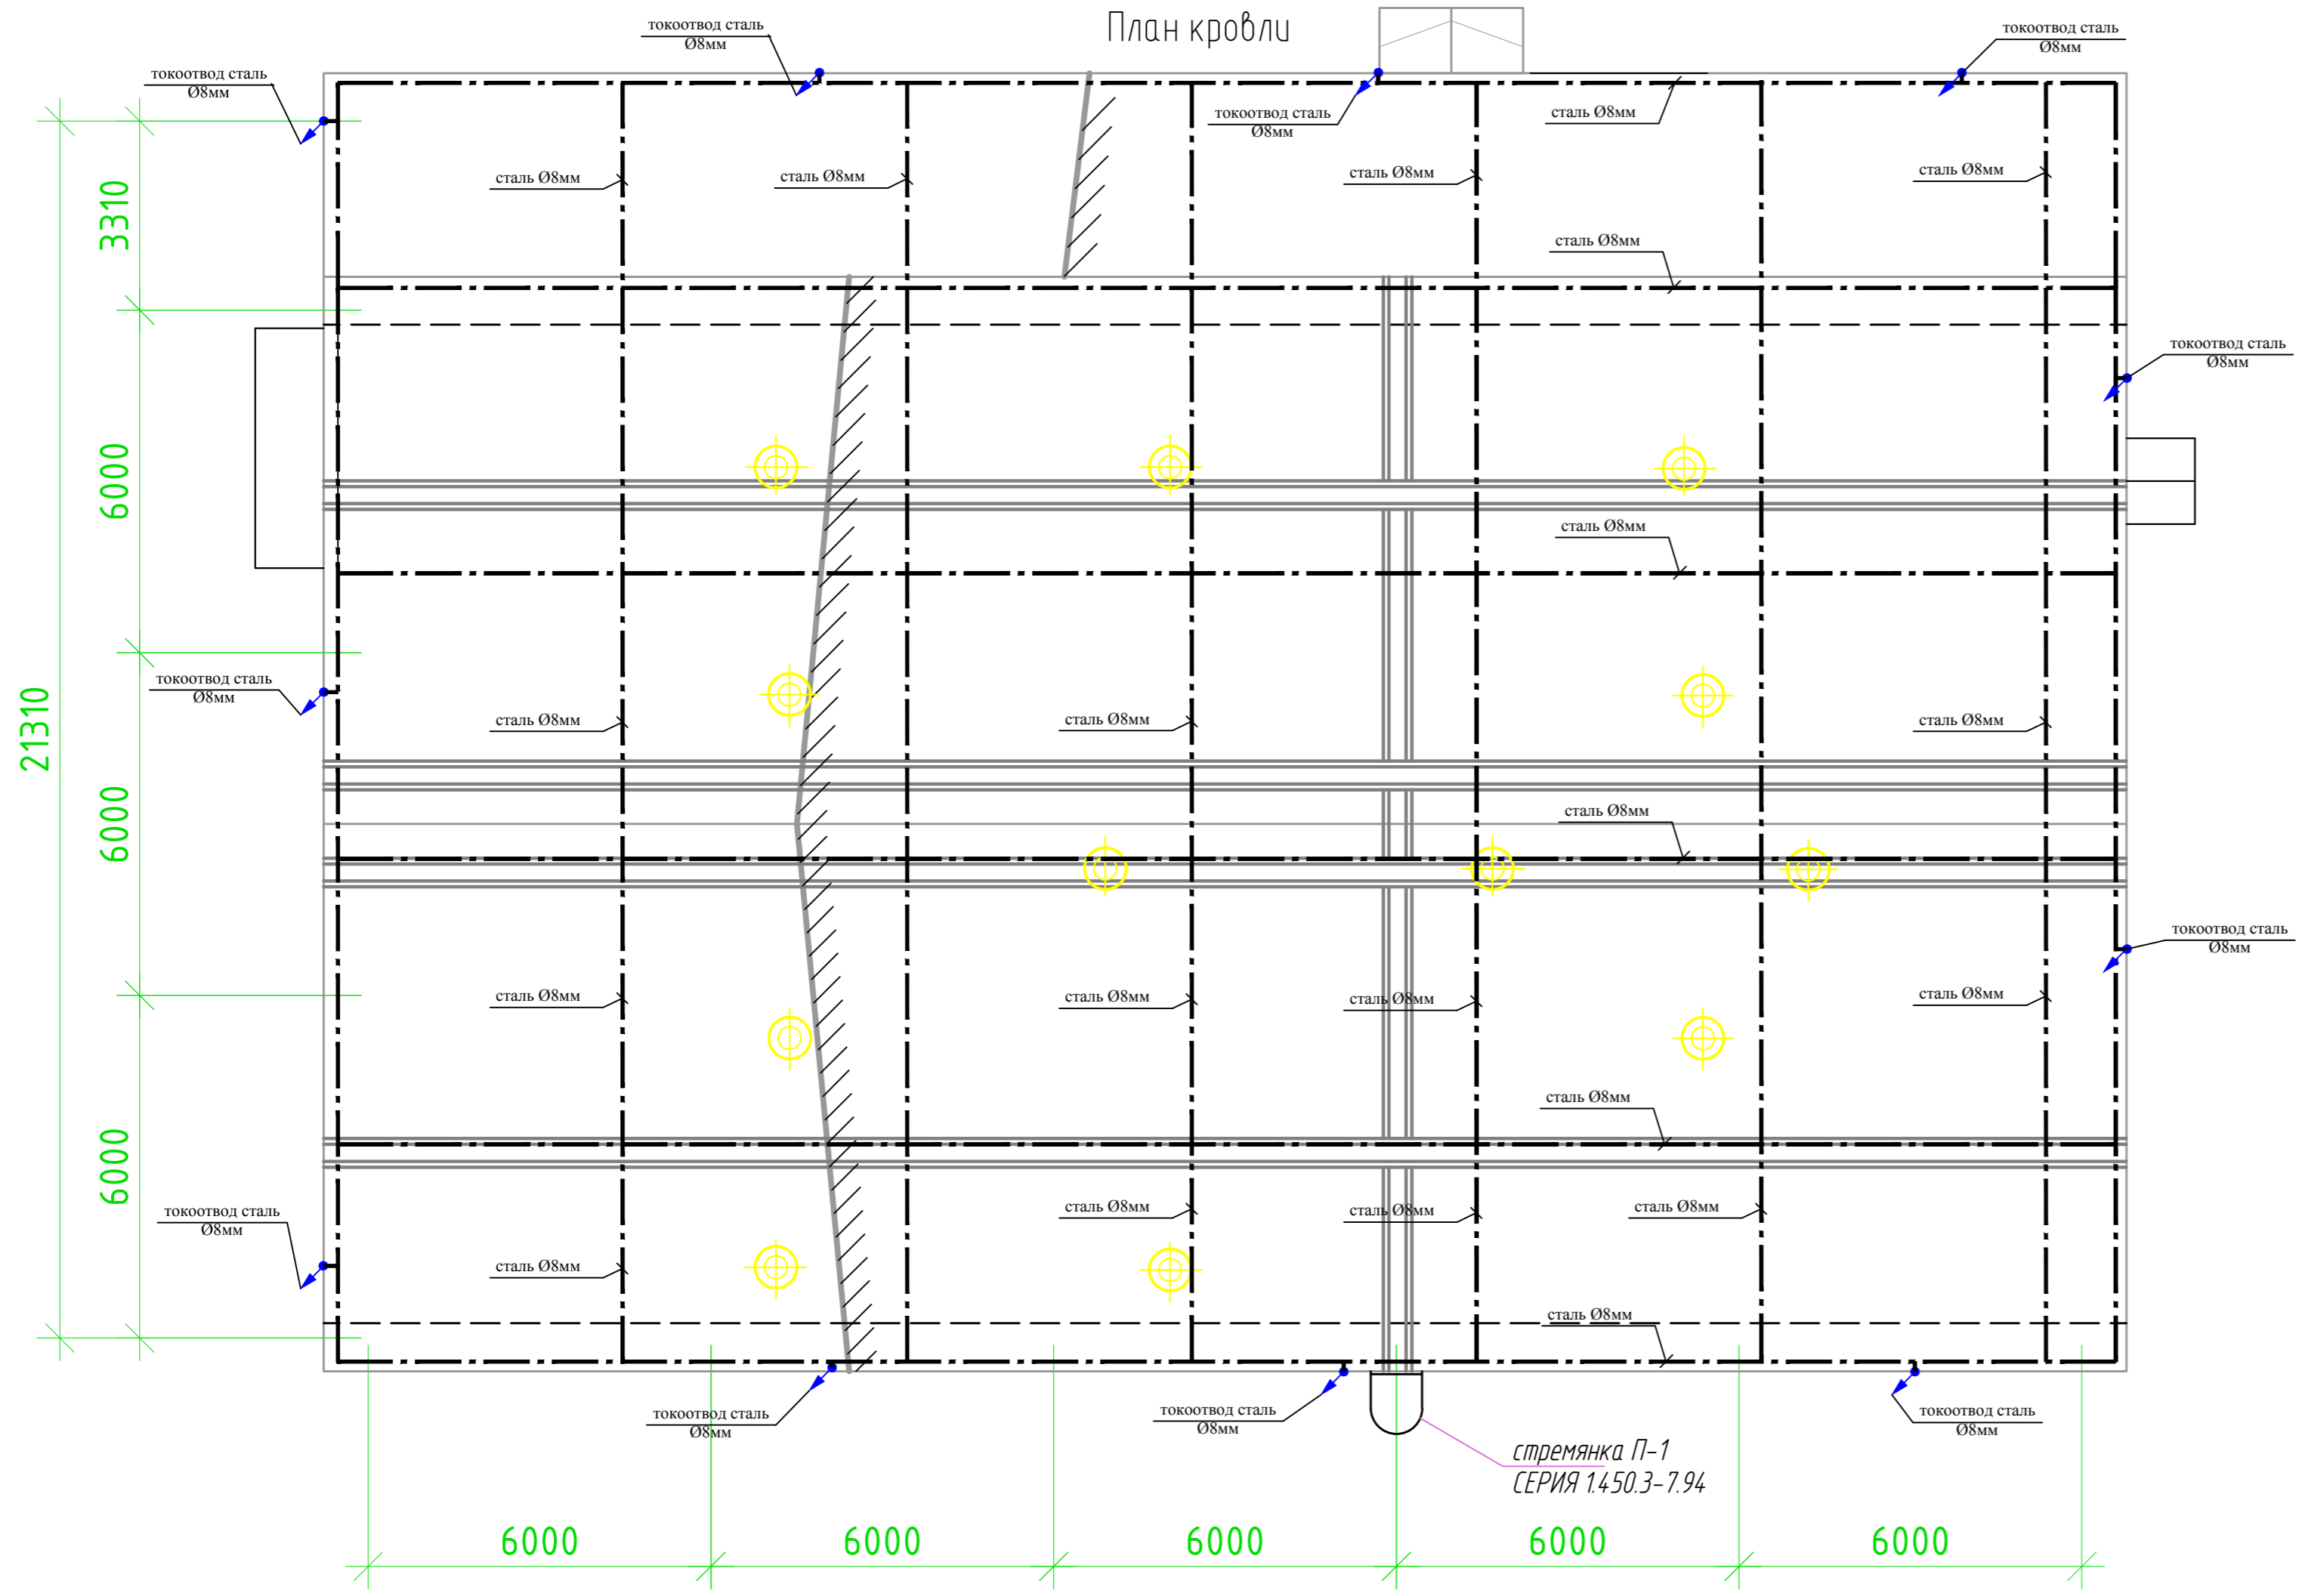 План кровли
токоотвод сталь
Ø8мм
токоотвод сталь
Ø8мм
токоотвод сталь
Ø8мм
токоотвод сталь
Ø8мм
сталь Ø8мм
сталь Ø8мм
сталь Ø8мм
сталь Ø8мм
сталь Ø8мм
3310
сталь Ø8мм
токоотвод сталь
Ø8мм
6000
сталь Ø8мм
токоотвод сталь
Ø8мм
21310
сталь Ø8мм
сталь Ø8мм
сталь Ø8мм
6000
сталь Ø8мм
токоотвод сталь
Ø8мм
сталь Ø8мм
сталь Ø8мм
сталь Ø8мм
сталь Ø8мм
сталь Ø8мм
6000
токоотвод сталь
Ø8мм
сталь Ø8мм
сталь Ø8мм
сталь Ø8мм
сталь Ø8мм
сталь Ø8мм
токоотвод сталь
Ø8мм
токоотвод сталь
Ø8мм
токоотвод сталь
Ø8мм
стремянка П-1
СЕРИЯ 1.450.3-7.94
6000
6000
6000
6000
6000